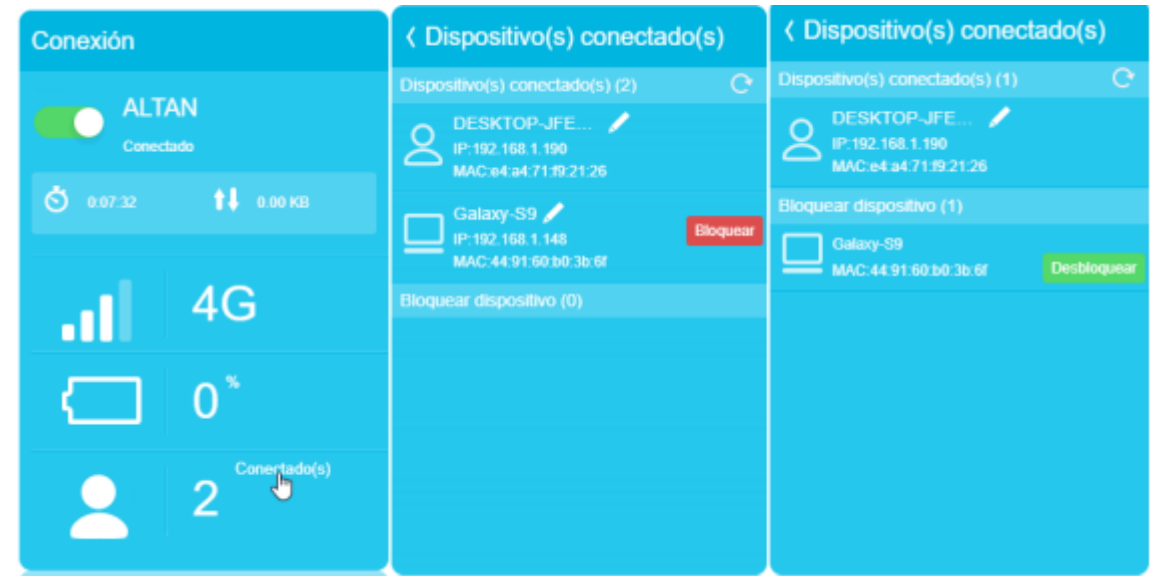 Conexión
ALTAN
Conectado
0:07:32 0.00 KB
4G
0 %
Conectado(s)
2
Dispositivo(s) conectado(s)
Dispositivo(s) conectado(s) (2)
DESKTOP-JFE...
IP:192.168.1.190
MAC:e4:a4:71:f9:21:26
Galaxy-S9
IP:192.168.1.148
MAC:44:91:60:b0:3b:6f
Bloquear
Bloquear dispositivo (0)
Dispositivo(s) conectado(s)
Dispositivo(s) conectado(s) (1)
DESKTOP-JFE...
IP:192.168.1.190
MAC:e4:a4:71:f9:21:26
Bloquear dispositivo (1)
Galaxy-S9
MAC:44:91:60:b0:3b:6f
Desbloquear